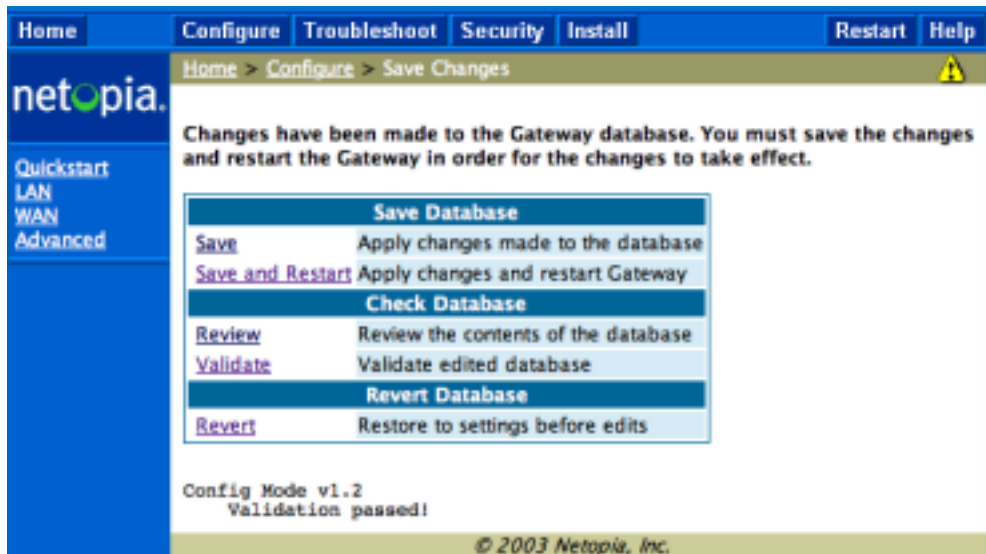 Home Configure Troubleshoot Security Install Restart Help
netopia.
Home > Configure > Save Changes
Quickstart
LAN
WAN
Advanced
Changes have been made to the Gateway database. You must save the changes
and restart the Gateway in order for the changes to take effect.
Save Database
Save Apply changes made to the database
Save and Restart Apply changes and restart Gateway
Check Database
Review Review the contents of the database
Validate Validate edited database
Revert Database
Revert Restore to settings before edits
Config Mode v1.2
Validation passed!
© 2003 Netopia, Inc.